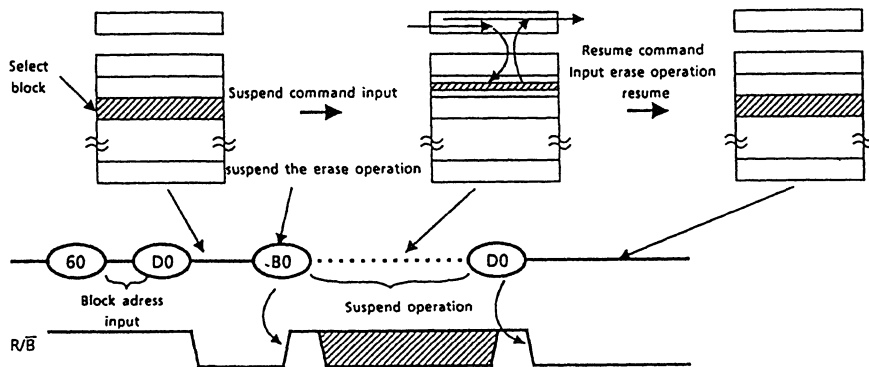 Select
block
Suspend command input
suspend the erase operation
Resume command
Input erase operation
resume
60
D0
B0
D0
Block adress
input
Suspend operation
R/B̅